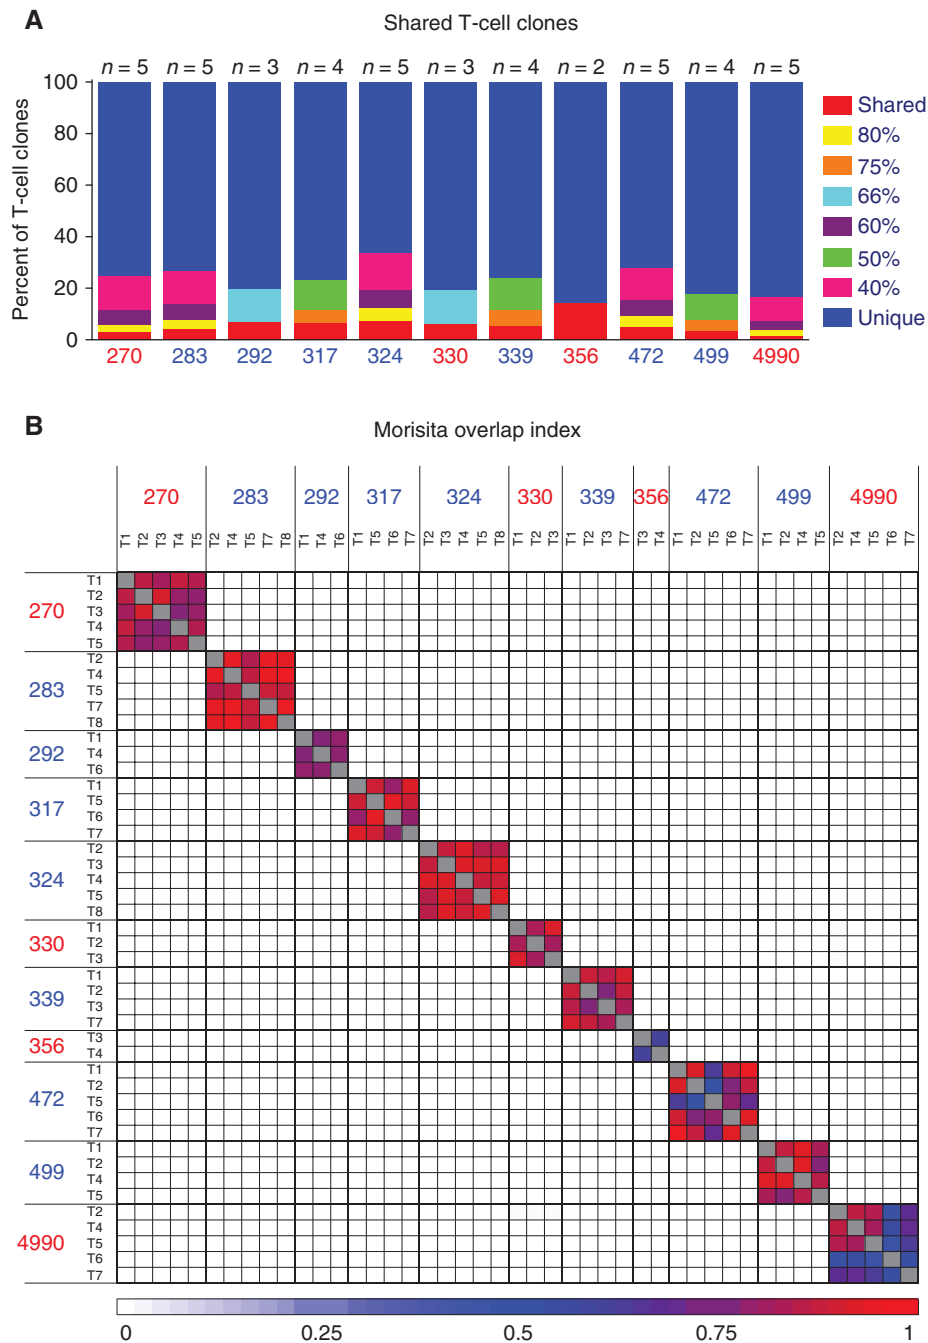 A
Shared T-cell clones
n = 5 n = 5 n = 3 n = 4 n = 5 n = 3 n = 4 n = 2 n = 5 n = 4 n = 5
Percent of T-cell clones
100
80
60
40
20
0
270 283 292 317 324 330 339 356 472 499 4990
Shared
80%
75%
66%
60%
50%
40%
Unique
B
Morisita overlap index
270 283 292 317 324 330 339 356 472 499 4990
T1 T2 T3 T4 T5 T2 T4 T5 T7 T8 T1 T4 T6 T1 T5 T6 T7 T2 T3 T4 T5 T8 T1 T2 T3 T1 T2 T3 T7 T3 T4 T1 T2 T5 T6 T7 T1 T2 T4 T5 T2 T4 T5 T6 T7
270
T1
T2
T3
T4
T5
283
T2
T4
T5
T7
T8
292
T1
T4
T6
317
T1
T5
T6
T7
324
T2
T3
T4
T5
T8
330
T1
T2
T3
339
T1
T2
T3
T7
356
T3
T4
472
T1
T2
T5
T6
T7
499
T1
T2
T4
T5
4990
T2
T4
T5
T6
T7
0 0.25 0.5 0.75 1